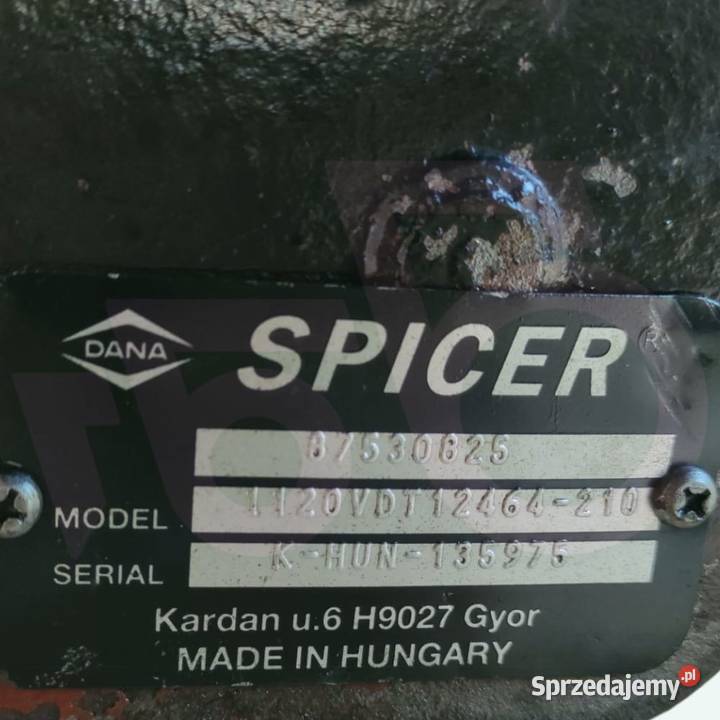 DANA
SPICER®
87530825
MODEL 1120VDT12464-210
SERIAL K-HUN-135975
Kardan u.6 H9027 Gyor
MADE IN HUNGARY
Sprzedajemy.pl